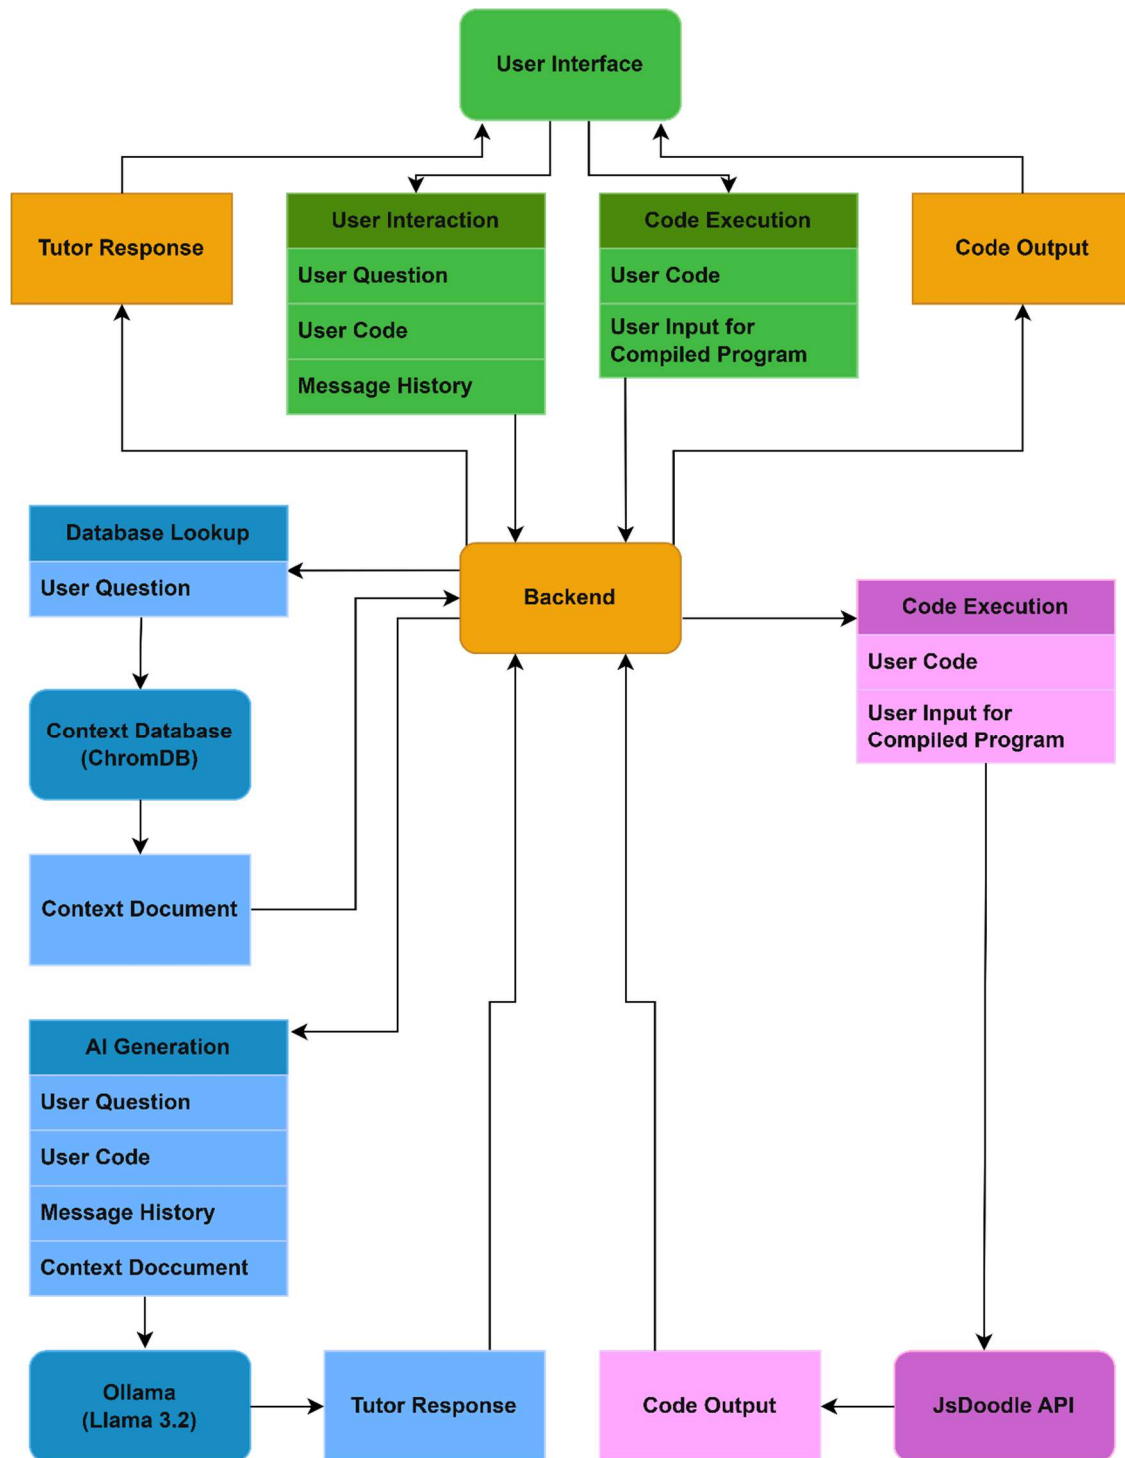 User Interface
Tutor Response
User Interaction
User Question
User Code
Message History
Code Execution
User Code
User Input for
Compiled Program
Code Output
Database Lookup
User Question
Backend
Code Execution
User Code
User Input for
Compiled Program
Context Database
(ChromDB)
Context Document
AI Generation
User Question
User Code
Message History
Context Doccument
Ollama
(Llama 3.2)
Tutor Response
Code Output
JsDoodle API